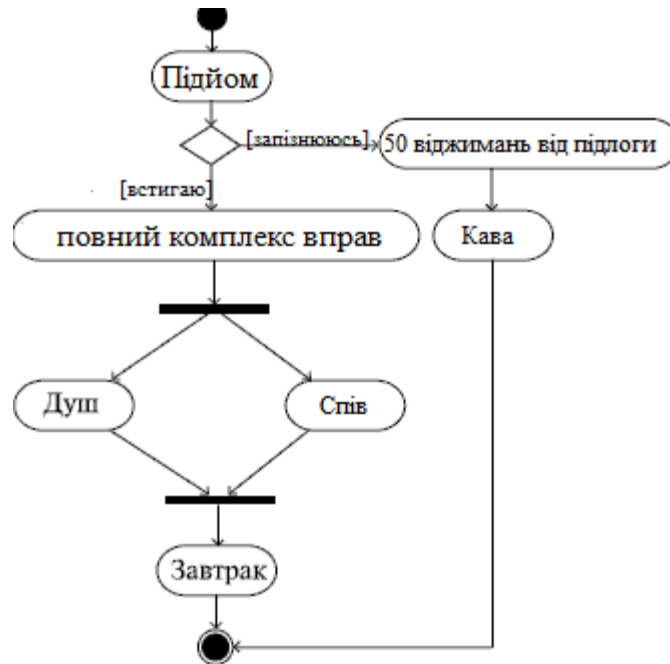 Підйом
[запізнююсь]
50 віджимань від підлоги
[встигаю]
повний комплекс вправ
Кава
Душ
Спів
Завтрак